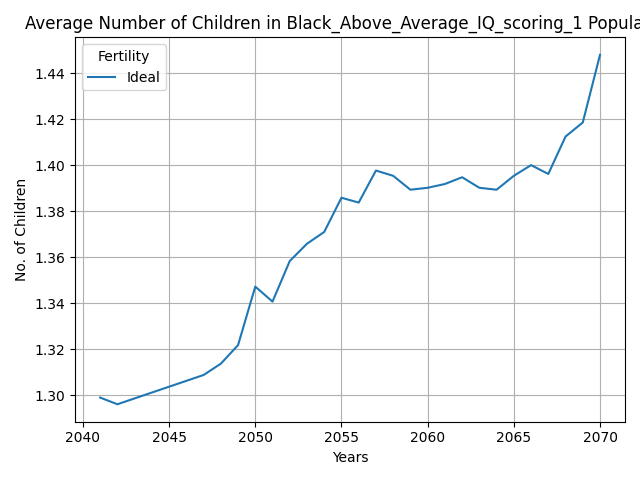 Average Number of Children in Black_Above_Average_IQ_scoring_1 Popula
Fertility
Ideal
1.44
1.42
1.40
1.38
1.36
1.34
1.32
1.30
No. of Children
2040 2045 2050 2055 2060 2065 2070
Years